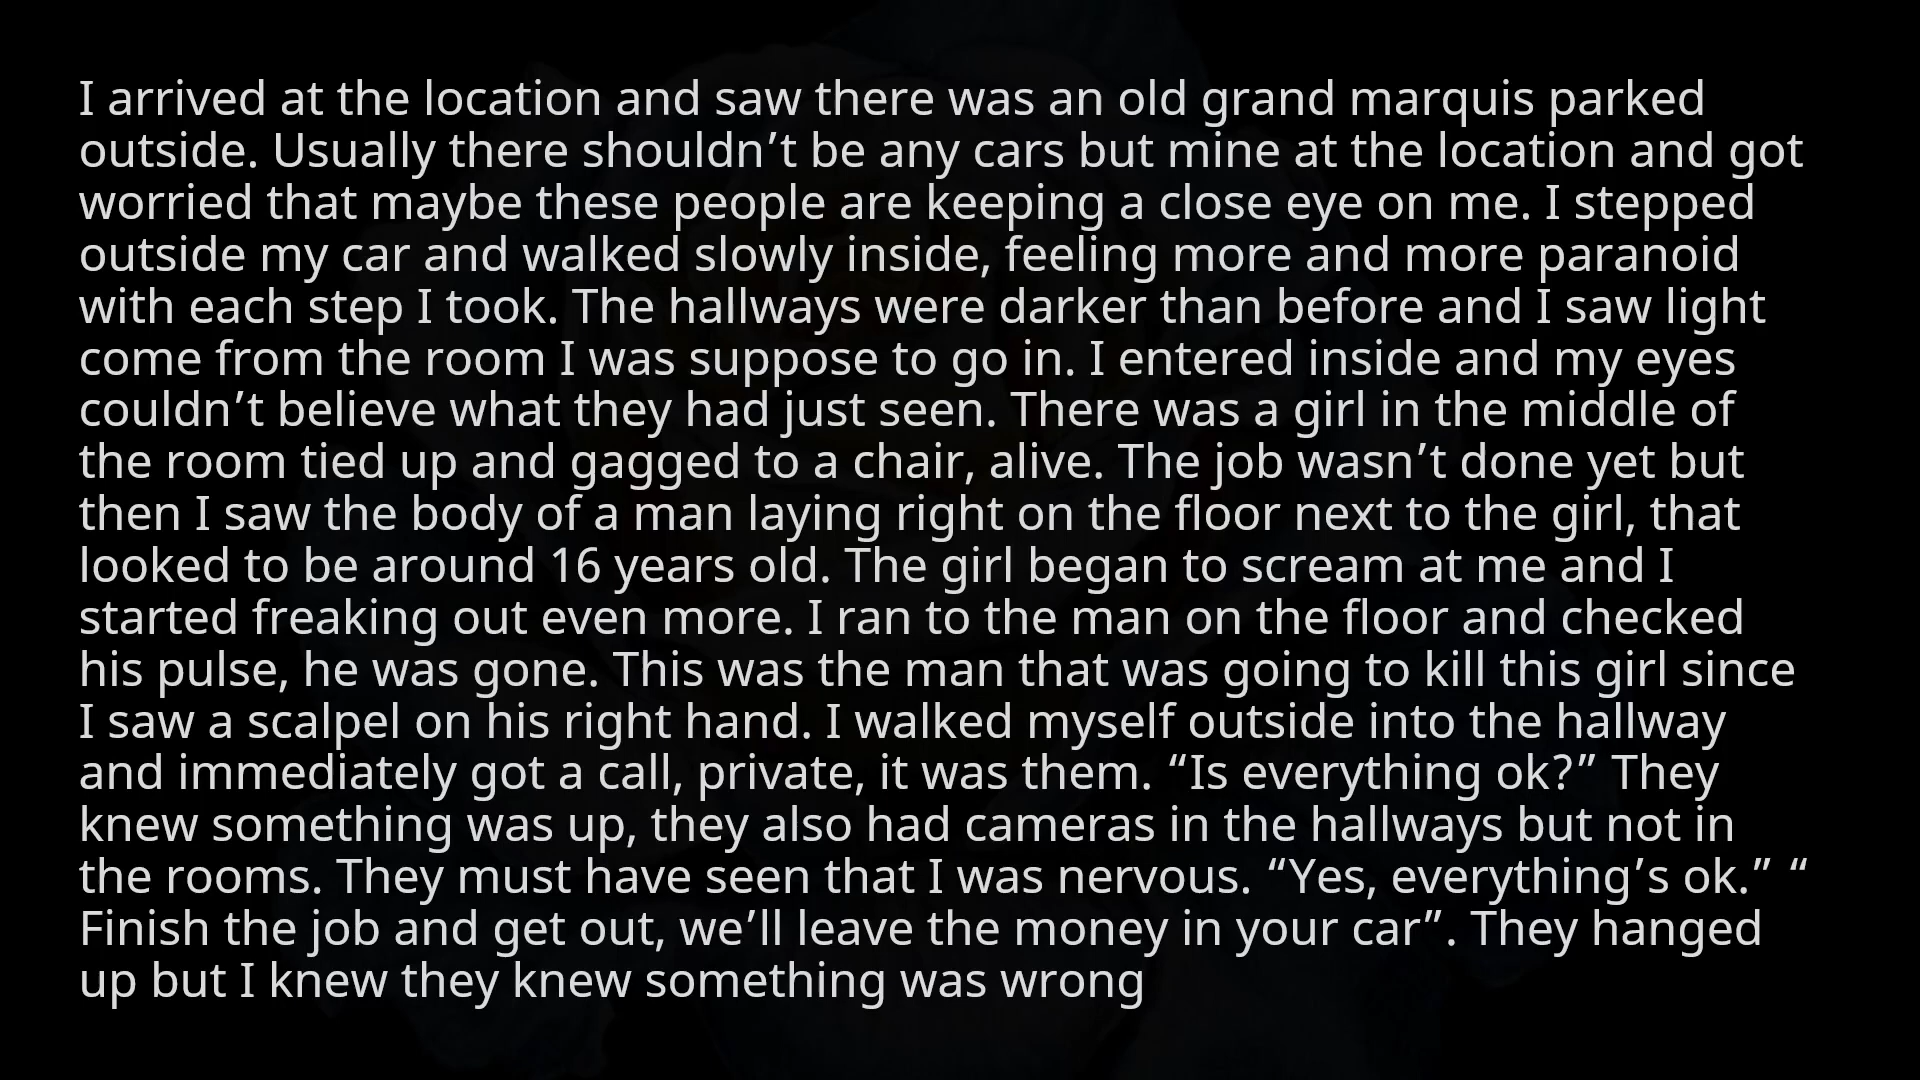 I arrived at the location and saw there was an old grand marquis parked
outside. Usually there shouldn’t be any cars but mine at the location and got
worried that maybe these people are keeping a close eye on me. I stepped
outside my car and walked slowly inside, feeling more and more paranoid
with each step I took. The hallways were darker than before and I saw light
come from the room I was suppose to go in. I entered inside and my eyes
couldn’t believe what they had just seen. There was a girl in the middle of
the room tied up and gagged to a chair, alive. The job wasn’t done yet but
then I saw the body of a man laying right on the floor next to the girl, that
looked to be around 16 years old. The girl began to scream at me and I
started freaking out even more. I ran to the man on the floor and checked
his pulse, he was gone. This was the man that was going to kill this girl since
I saw a scalpel on his right hand. I walked myself outside into the hallway
and immediately got a call, private, it was them. “Is everything ok?” They
knew something was up, they also had cameras in the hallways but not in
the rooms. They must have seen that I was nervous. “Yes, everything’s ok.” “
Finish the job and get out, we’ll leave the money in your car”. They hanged
up but I knew they knew something was wrong